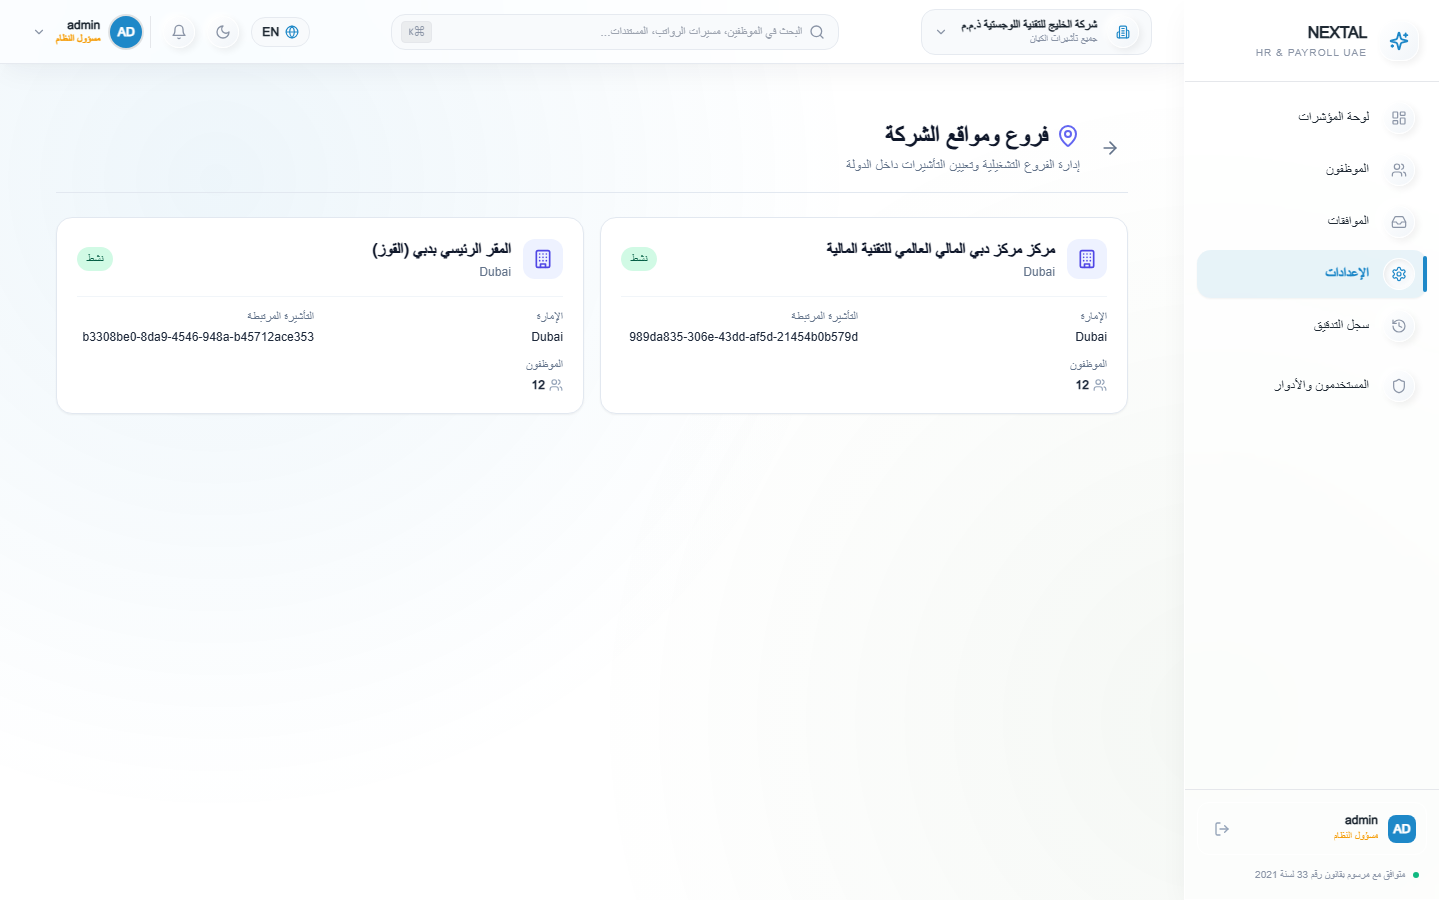 NEXTAL
HR & PAYROLL UAE
لوحة المؤشرات
الموظفون
الموافقات
الإعدادات
سجل التدقيق
المستخدمون والأدوار
AD
admin
مسؤول النظام
متوافق مع مرسوم بقانون رقم 33 لسنة 2021
شركة الخليج للتقنية اللوجستية ذ.م.م
جميع تأشيرات الكيان
البحث في الموظفين، مسيرات الرواتب، المستندات...
⌘K
EN
AD
admin
مسؤول النظام
فروع ومواقع الشركة
إدارة الفروع التشغيلية وتعيين التأشيرات داخل الدولة
مركز مركز دبي المالي العالمي للتقنية المالية
Dubai
نشط
الإمارة
Dubai
التأشيرة المرتبطة
989da835-306e-43dd-af5d-21454b0b579d
الموظفون
12
المقر الرئيسي بدبي (القوز)
Dubai
نشط
الإمارة
Dubai
التأشيرة المرتبطة
b3308be0-8da9-4546-948a-b45712ace353
الموظفون
12